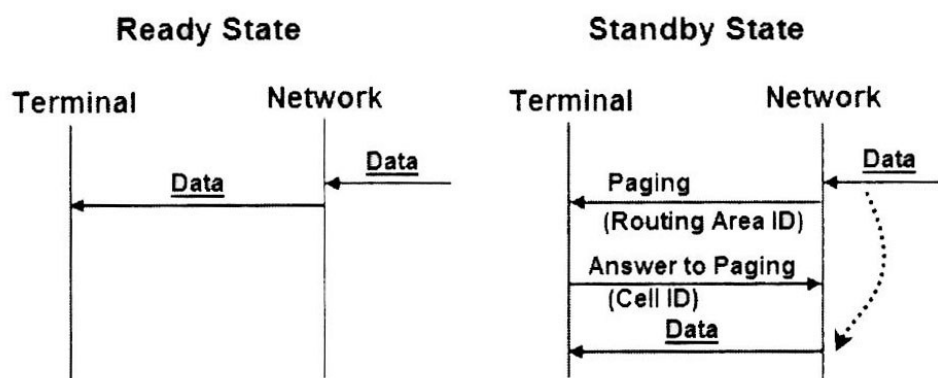 Ready State
Terminal
Network
Data
Data
Standby State
Terminal
Network
Data
Paging
(Routing Area ID)
Answer to Paging
(Cell ID)
Data